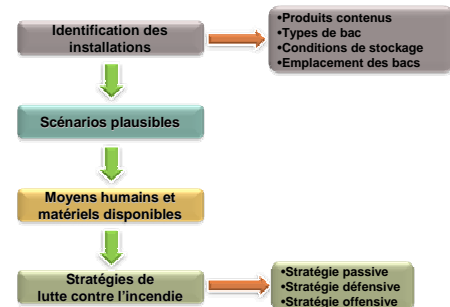 Identification des
installations
•Produits contenus
•Types de bac
•Conditions de stockage
•Emplacement des bacs
Scénarios plausibles
Moyens humains et
matériels disponibles
Stratégies de
lutte contre l'incendie
•Stratégie passive
•Stratégie défensive
•Stratégie offensive